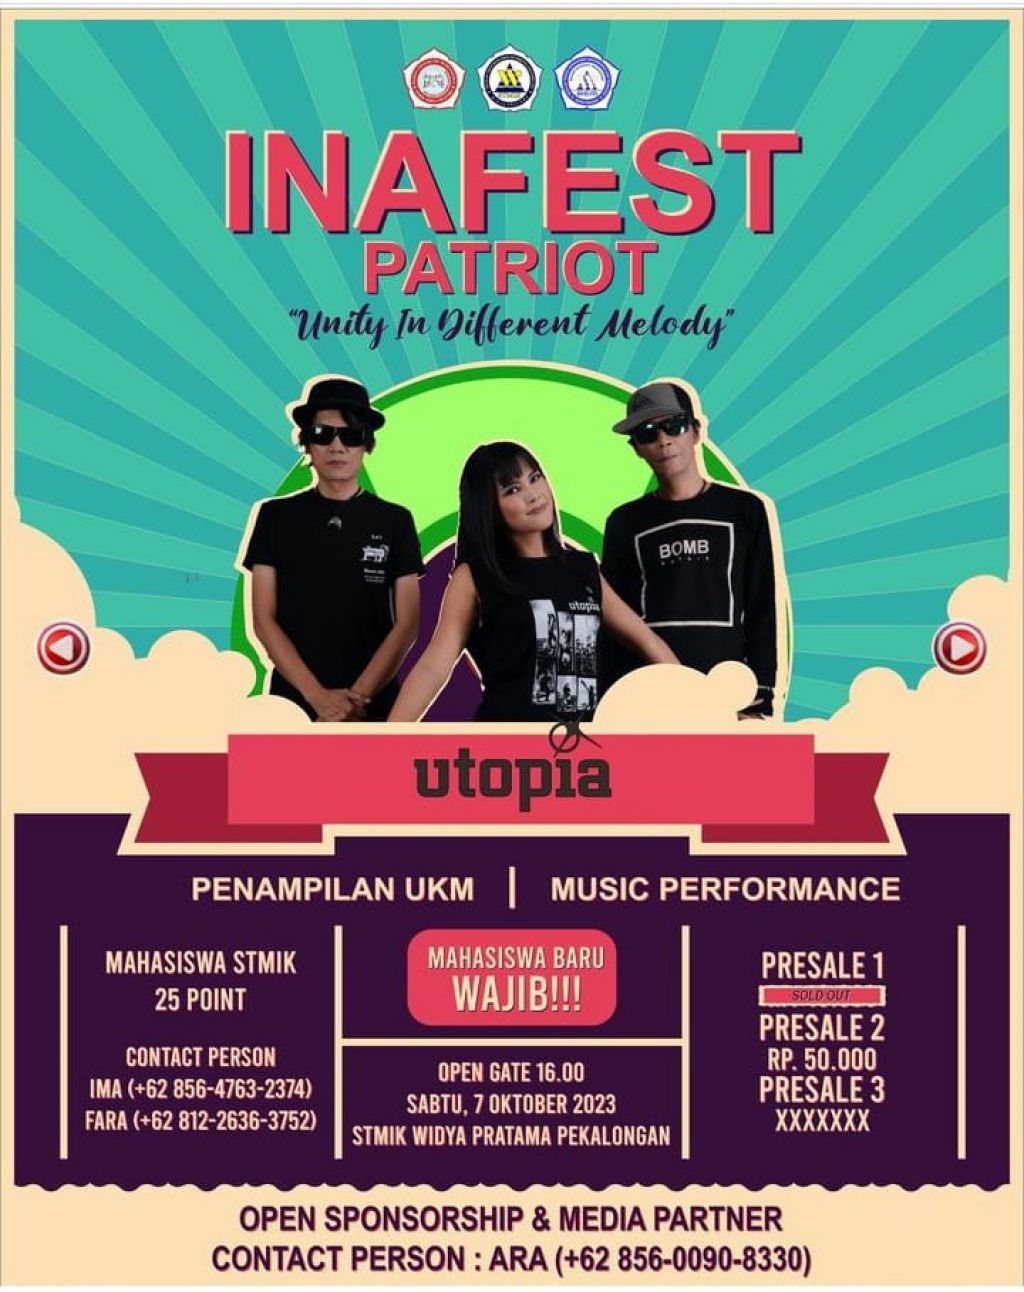 INAFEST
PATRIOT
"Unity In Different Melody"
BOMB
utopia
utopia
PENAMPILAN UKM | MUSIC PERFORMANCE
MAHASISWA STMIK
25 POINT
CONTACT PERSON
IMA (+62 856-4763-2374)
FARA (+62 812-2636-3752)
MAHASISWA BARU
WAJIB!!!
OPEN GATE 16.00
SABTU, 7 OKTOBER 2023
STMIK WIDYA PRATAMA PEKALONGAN
PRESALE 1
SOLD OUT
PRESALE 2
RP. 50.000
PRESALE 3
XXXXXXX
OPEN SPONSORSHIP & MEDIA PARTNER
CONTACT PERSON : ARA (+62 856-0090-8330)